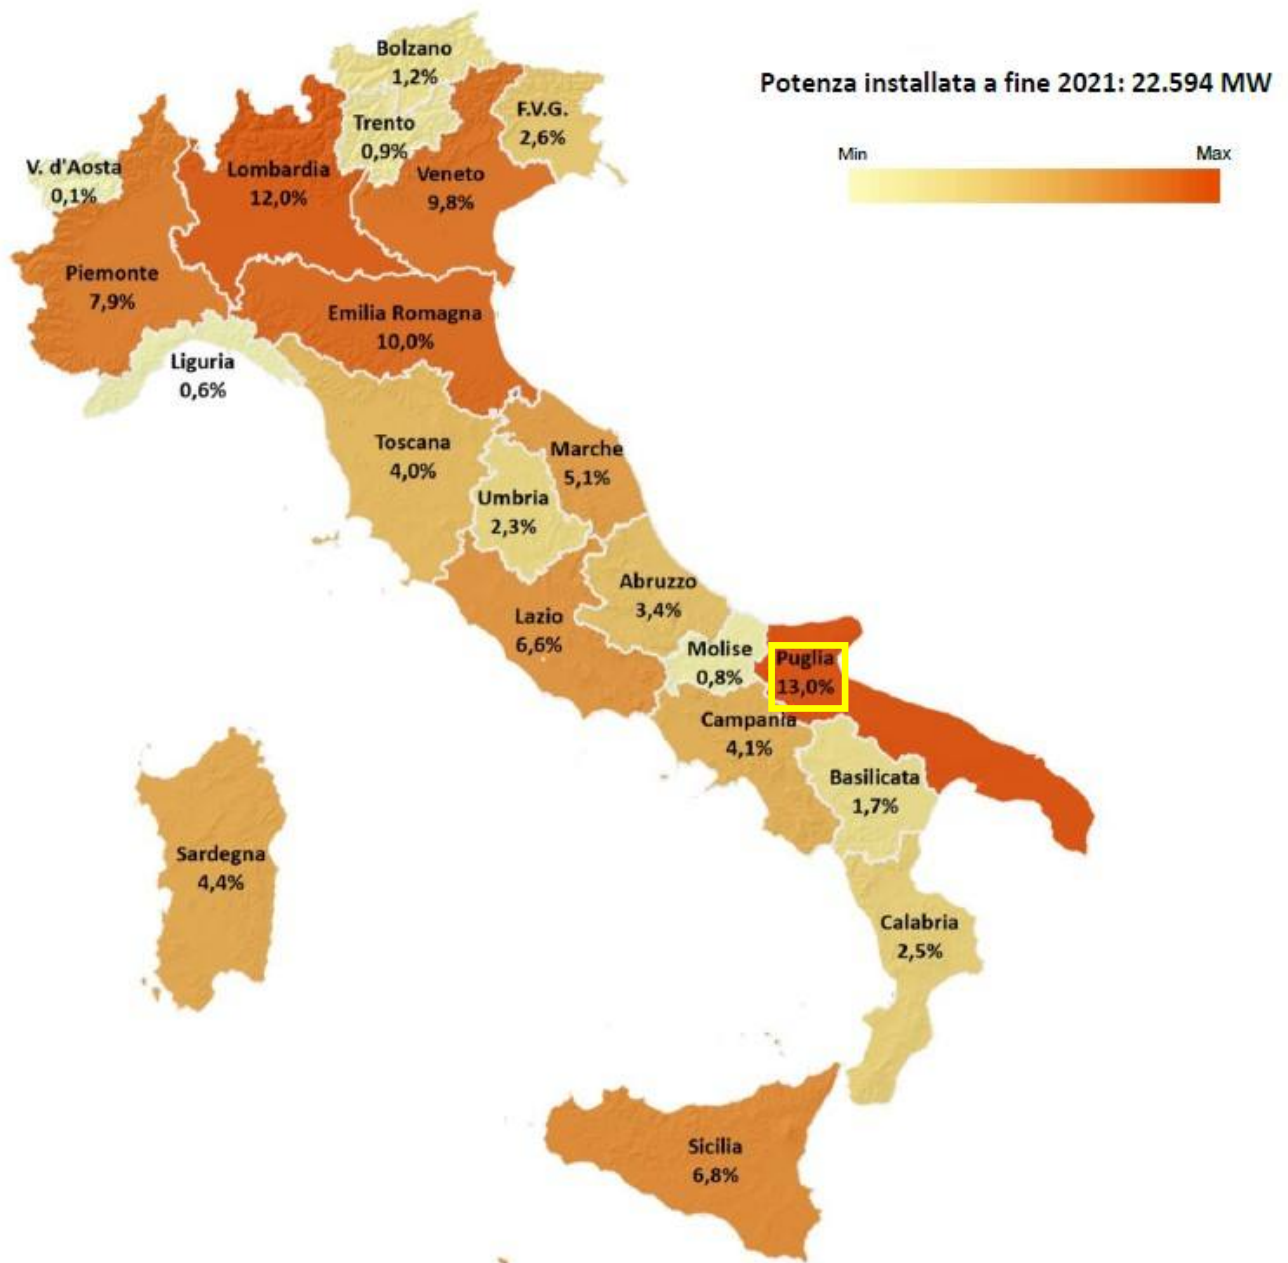 Bolzano
1,2%
Potenza installata a fine 2021: 22.594 MW
Trento
0,9%
F.V.G.
2,6%
Min
Max
V. d'Aosta
0,1%
Lombardia
12,0%
Veneto
9,8%
Piemonte
7,9%
Emilia Romagna
10,0%
Liguria
0,6%
Toscana
4,0%
Marche
5,1%
Umbria
2,3%
Abruzzo
3,4%
Lazio
6,6%
Molise
0,8%
Puglia
13,0%
Campania
4,1%
Basilicata
1,7%
Sardegna
4,4%
Calabria
2,5%
Sicilia
6,8%